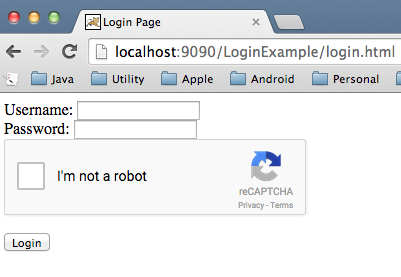 Login Page
localhost:9090/LoginExample/login.html
Java Utility Apple Android Personal
Username:
Password:
I'm not a robot
reCAPTCHA
Privacy - Terms
Login